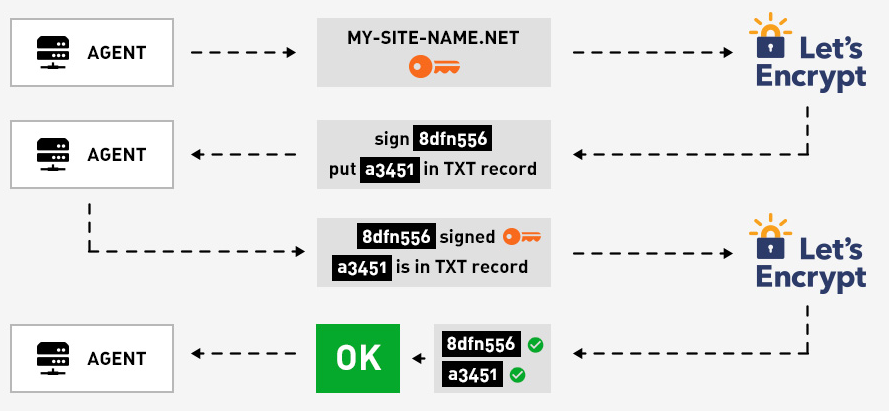 AGENT
MY-SITE-NAME.NET
Let's
Encrypt
AGENT
sign 8dfn556
put a3451 in TXT record
8dfn556 signed
a3451 is in TXT record
Let's
Encrypt
AGENT
OK
8dfn556
a3451